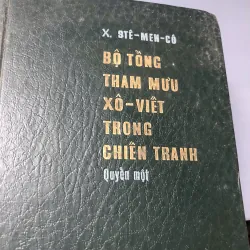 X. STÊ-MEN-CÔ
BỘ TỔNG
THAM MƯU
XÔ-VIẾT
TRONG
CHIẾN TRANH
Quyển một